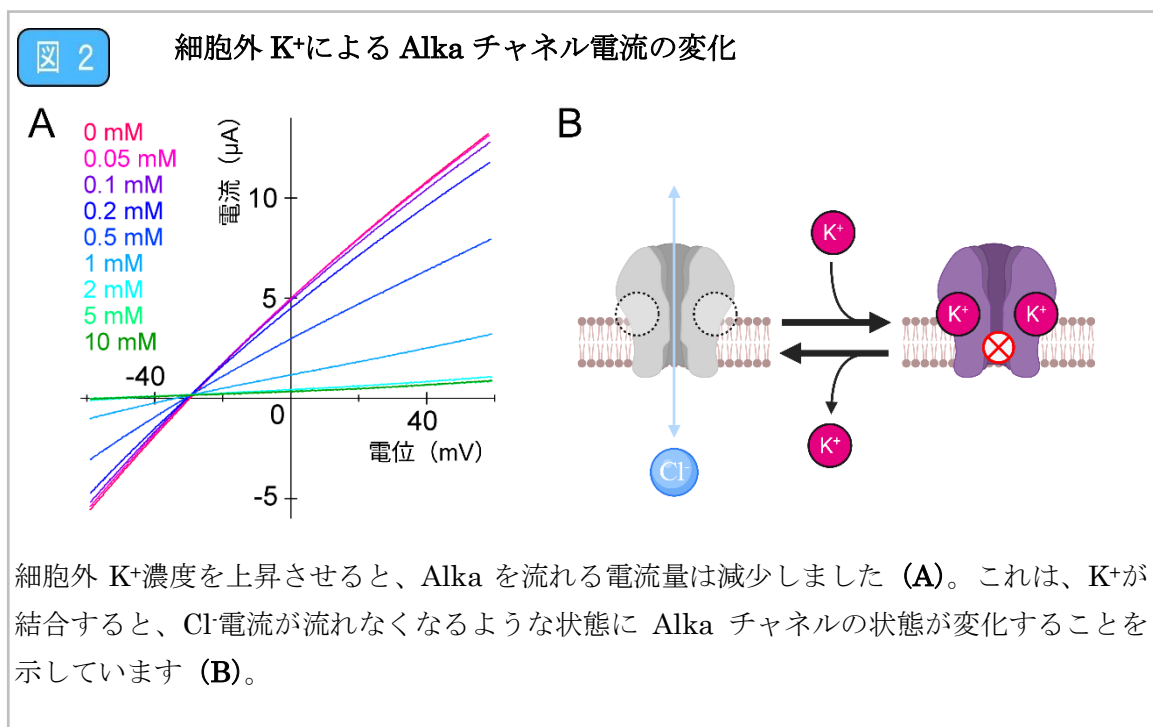 図 2
細胞外 K⁺による Alka チャネル電流の変化
A
0 mM
0.05 mM
0.1 mM
0.2 mM
0.5 mM
1 mM
2 mM
5 mM
10 mM
電流（μA）
10
5
-40
0
40
電位（mV）
-5
B
K⁺
K⁺
K⁺
K⁺
Cl⁻
細胞外 K⁺濃度を上昇させると、Alka を流れる電流量は減少しました (A)。これは、K⁺が
結合すると、Cl⁻電流が流れなくなるような状態に Alka チャネルの状態が変化することを
示しています (B)。